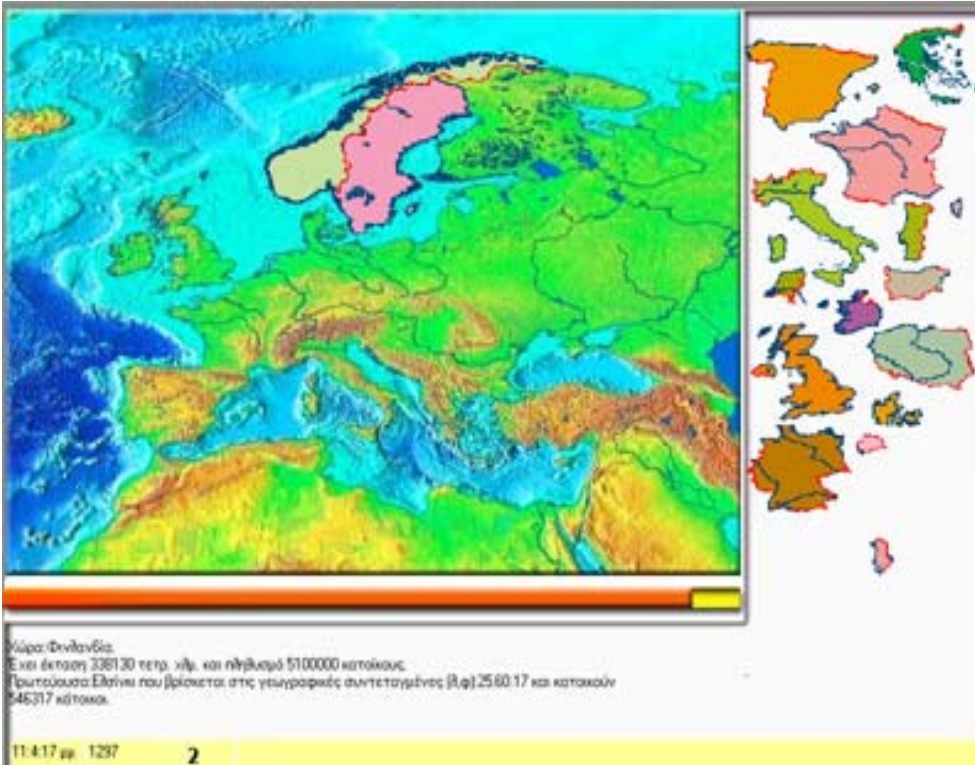 Χώρα: Φινλανδία.
Έχει έκταση 338130 τετρ. χλμ. και πληθυσμό 5100000 κατοίκους.
Πρωτεύουσα: Ελσίνκι που βρίσκεται στις γεωγραφικές συντεταγμένες (λ,φ):25.60.17 και κατοικούν
546317 κάτοικοι.
11:4:17 μμ 1297 2